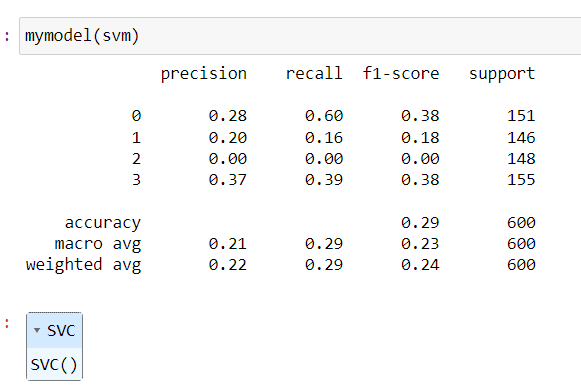 : mymodel(svm)
precision recall f1-score support
0 0.28 0.60 0.38 151
1 0.20 0.16 0.18 146
2 0.00 0.00 0.00 148
3 0.37 0.39 0.38 155
accuracy 0.29 600
macro avg 0.21 0.29 0.23 600
weighted avg 0.22 0.29 0.24 600
: ▾ SVC
SVC()